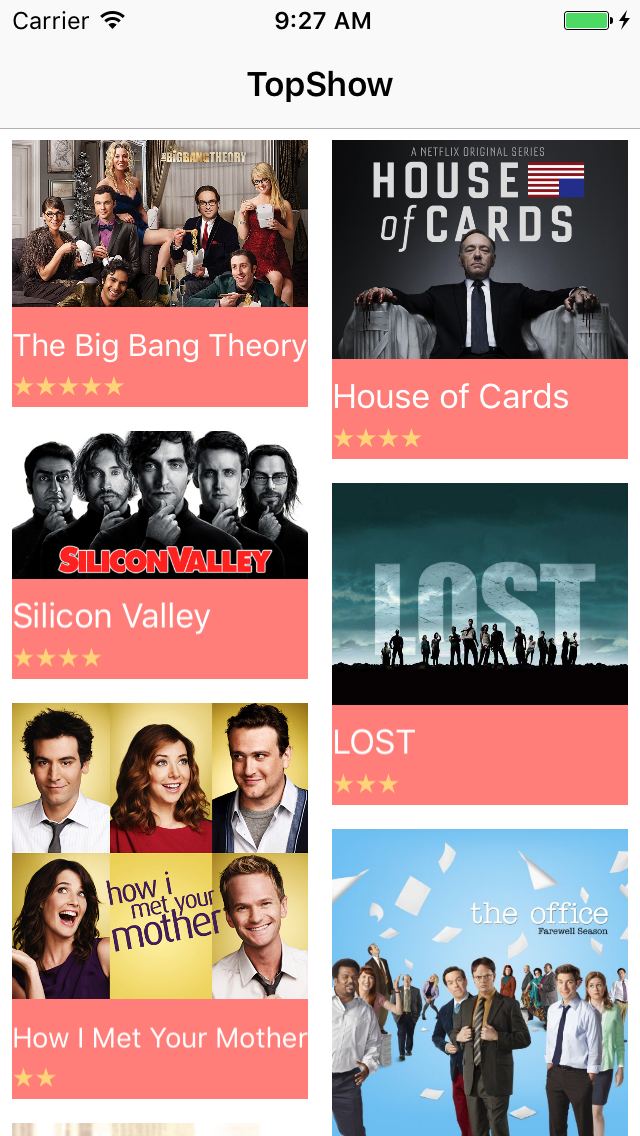 Carrier 9:27 AM
TopShow
THE BIG BANG THEORY
The Big Bang Theory
★★★★★
SILICON VALLEY
Silicon Valley
★★★★
how i
met your
mother
How I Met Your Mother
★★
A NETFLIX ORIGINAL SERIES
HOUSE
of CARDS
House of Cards
★★★★
LOST
LOST
★★★
the office
Farewell Season